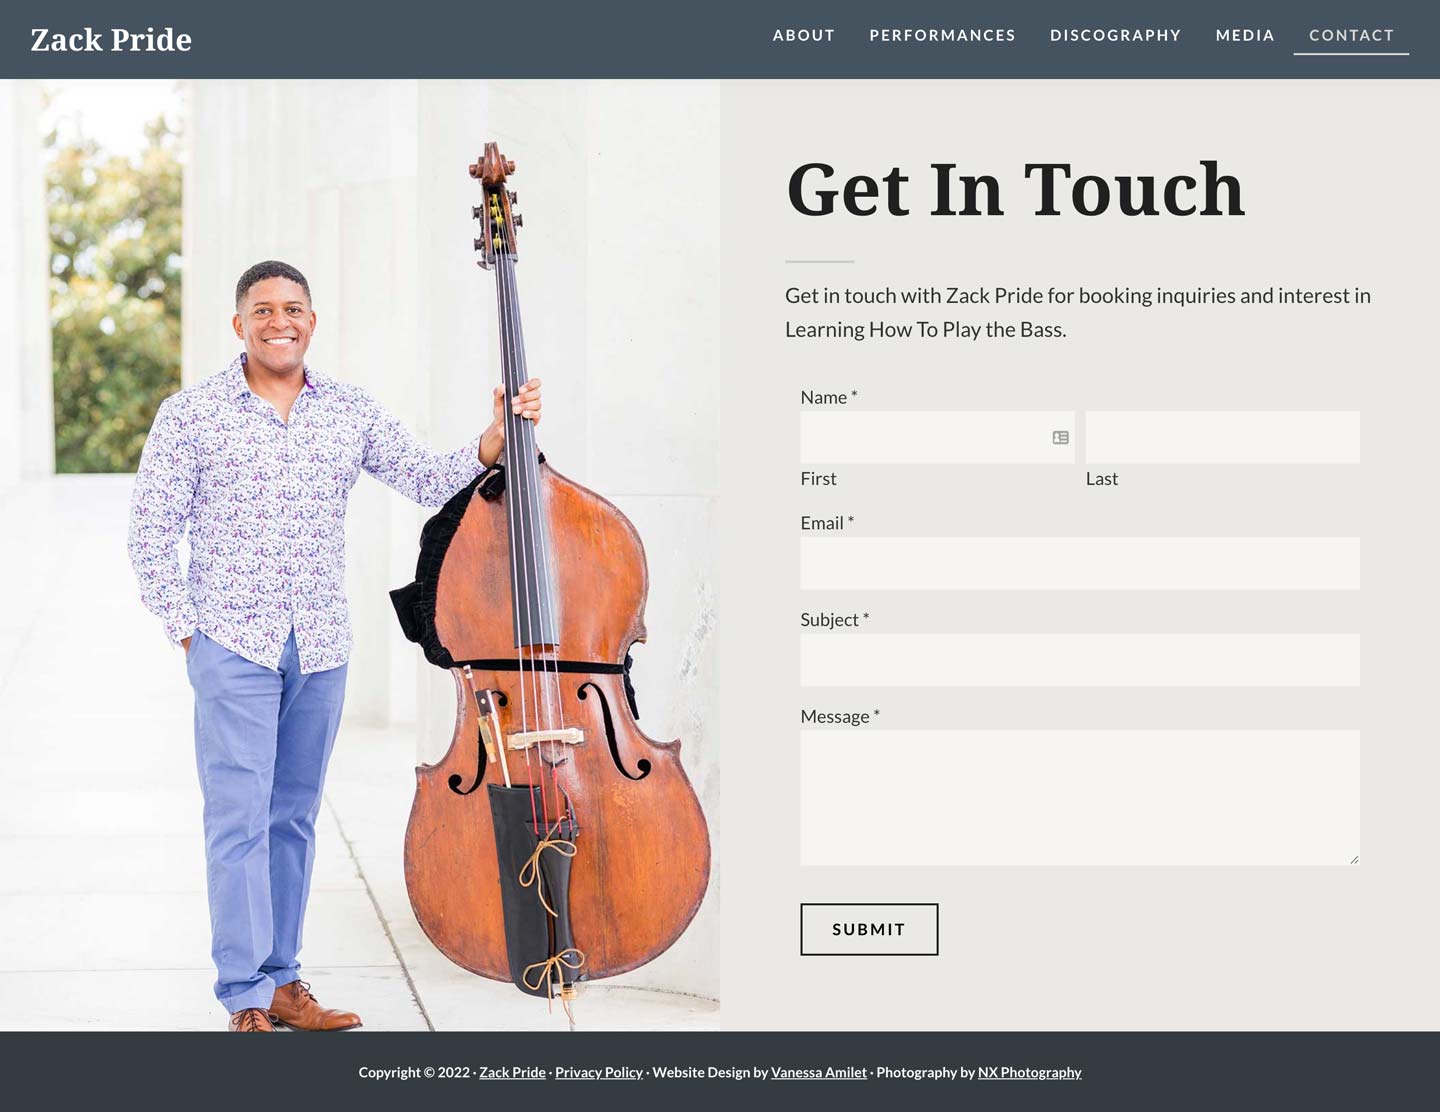 Zack Pride
ABOUT PERFORMANCES DISCOGRAPHY MEDIA CONTACT
Get In Touch
Get in touch with Zack Pride for booking inquiries and interest in
Learning How To Play the Bass.
Name *
First Last
Email *
Subject *
Message *
SUBMIT
Copyright © 2022 · Zack Pride · Privacy Policy · Website Design by Vanessa Amilet · Photography by NX Photography